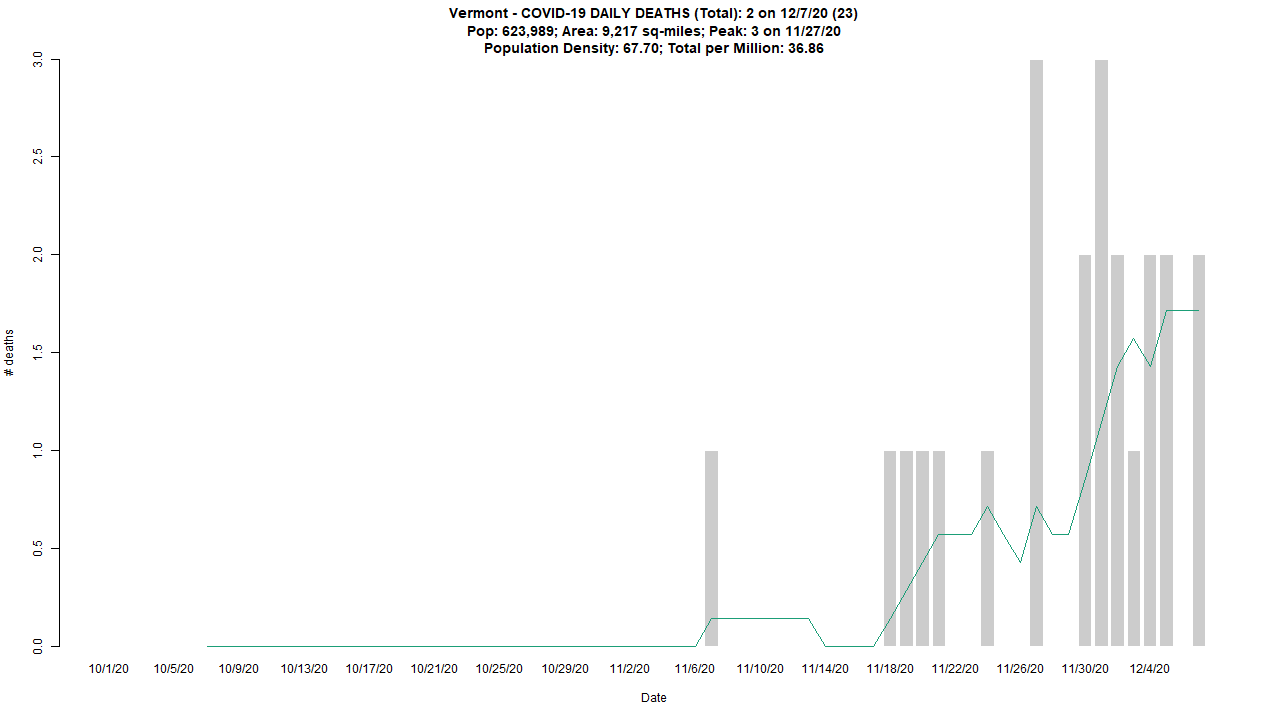 Vermont - COVID-19 DAILY DEATHS (Total): 2 on 12/7/20 (23)
Pop: 623,989; Area: 9,217 sq-miles; Peak: 3 on 11/27/20
Population Density: 67.70; Total per Million: 36.86
3.0
2.5
2.0
1.5
1.0
0.5
0.0
# deaths
10/1/20 10/5/20 10/9/20 10/13/20 10/17/20 10/21/20 10/25/20 10/29/20 11/2/20 11/6/20 11/10/20 11/14/20 11/18/20 11/22/20 11/26/20 11/30/20 12/4/20
Date